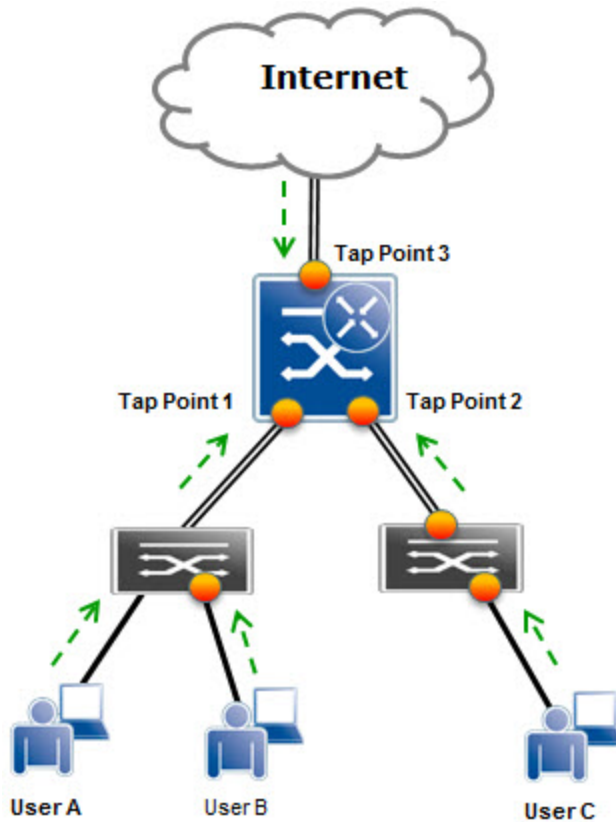 Internet
Tap Point 3
Tap Point 1
Tap Point 2
User A
User B
User C